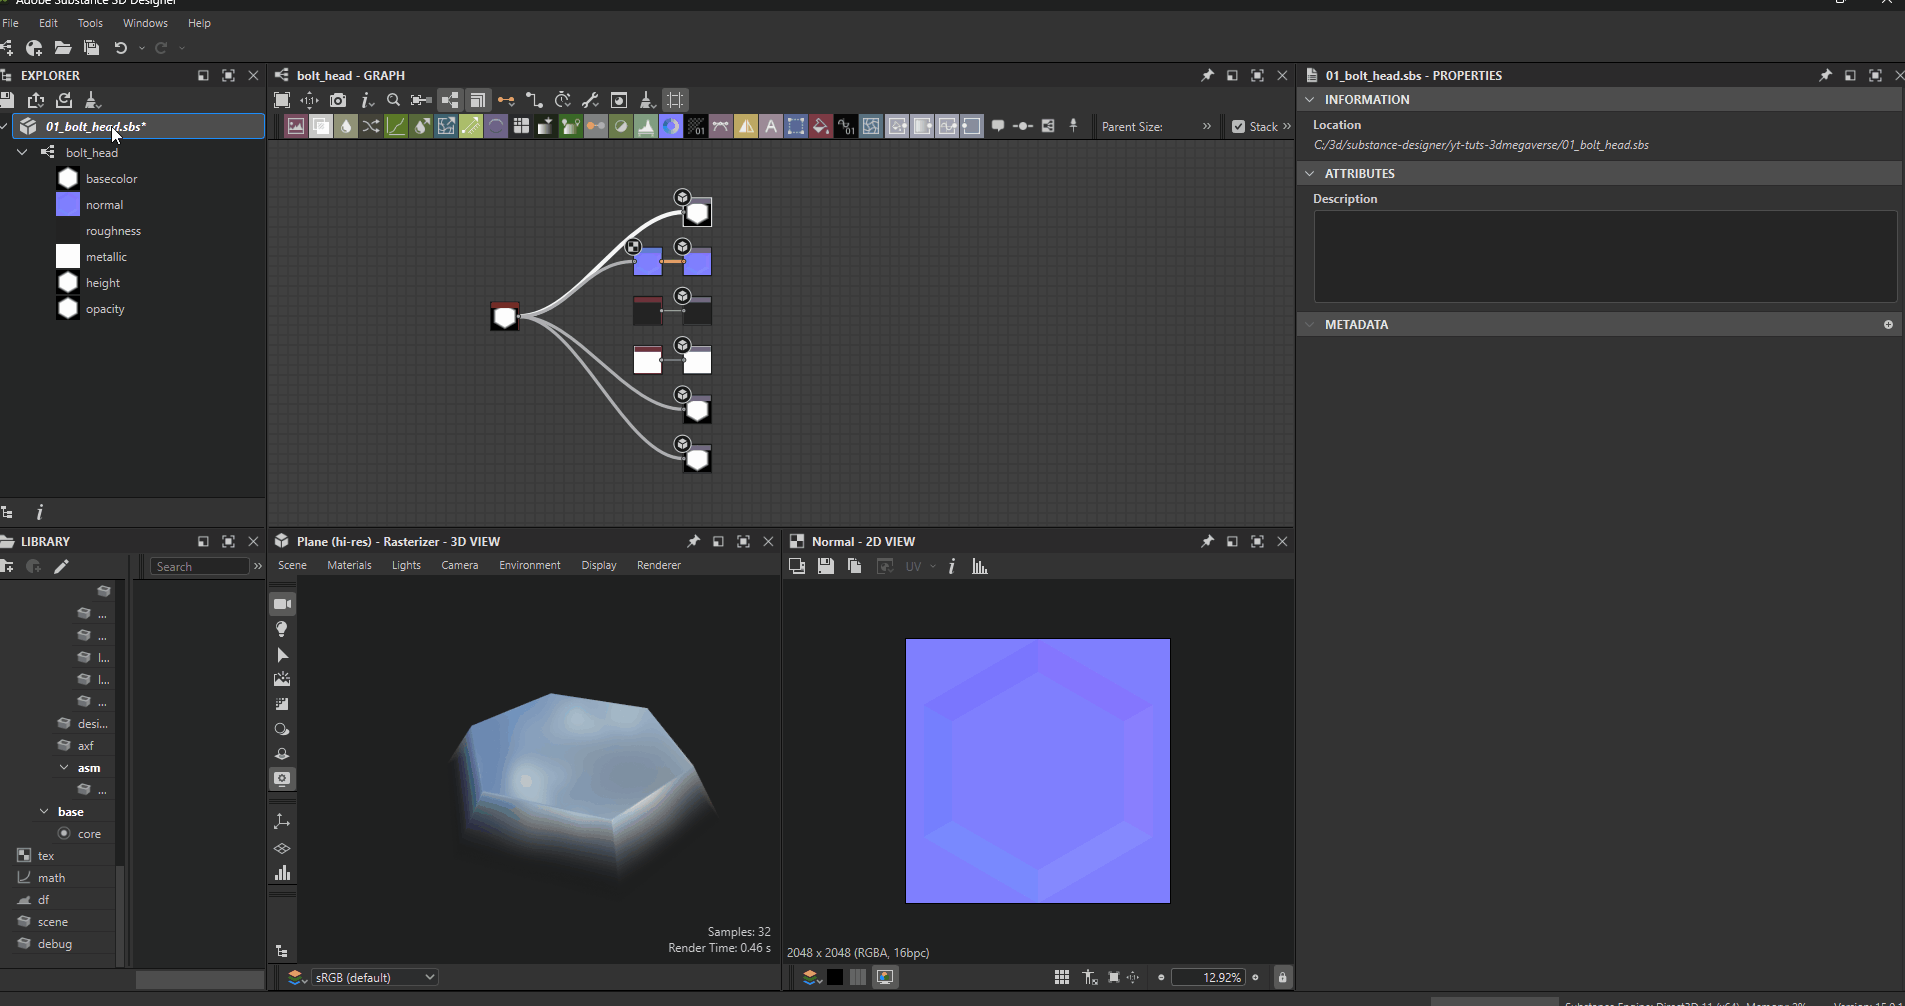 Adobe Substance 3D Designer
File Edit Tools Windows Help
EXPLORER
01_bolt_head.sbs*
bolt_head
basecolor
normal
roughness
metallic
height
opacity
bolt_head - GRAPH
Parent Size: » Stack »
01_bolt_head.sbs - PROPERTIES
INFORMATION
Location
C:/3d/substance-designer/yt-tuts-3dmegaverse/01_bolt_head.sbs
ATTRIBUTES
Description
METADATA
LIBRARY
Search »
...
...
l...
l...
...
desi...
axf
asm
...
base
core
tex
math
df
scene
debug
Plane (hi-res) - Rasterizer - 3D VIEW
Scene Materials Lights Camera Environment Display Renderer
Samples: 32
Render Time: 0.46 s
sRGB (default)
Normal - 2D VIEW
UV
2048 x 2048 (RGBA, 16bpc)
12.92%